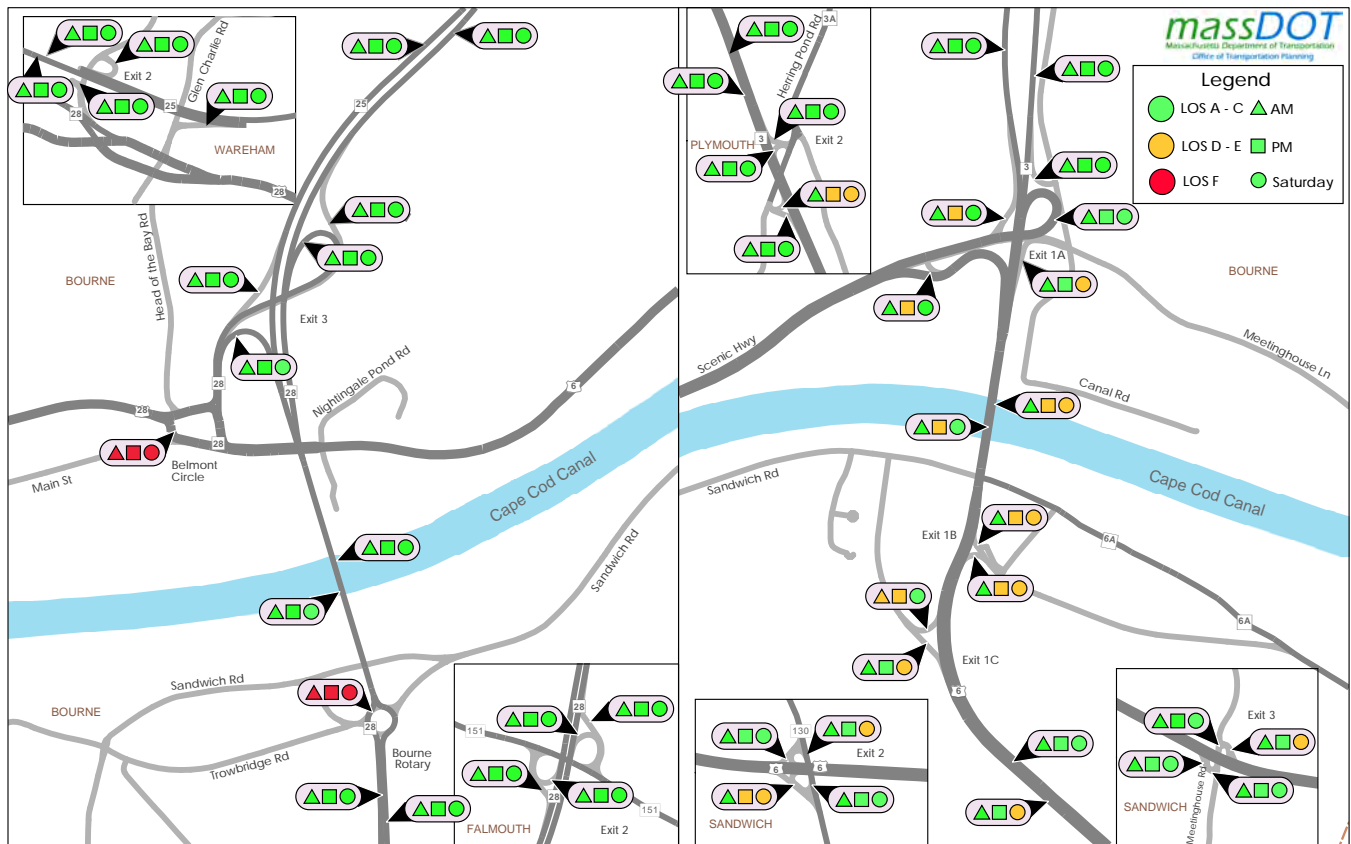 Glen Charlie Rd
Exit 2
25
28
WAREHAM
28
25
Head of the Bay Rd
BOURNE
Exit 3
28
28
Nightingale Pond Rd
6
28
28
Belmont
Circle
Main St
Cape Cod Canal
Sandwich Rd
Sandwich Rd
BOURNE
28
Bourne
Rotary
Trowbridge Rd
28
151
28
151
FALMOUTH
Exit 2
3A
Herring Pond Rd
3
Exit 2
PLYMOUTH
massDOT
Massachusetts Department of Transportation
Office of Transportation Planning
Legend
LOS A - C
AM
LOS D - E
PM
LOS F
Saturday
3
Exit 1A
BOURNE
Scenic Hwy
Meetinghouse Ln
Canal Rd
Sandwich Rd
Cape Cod Canal
Exit 1B
6A
6A
Exit 1C
6
130
Exit 2
6
6
SANDWICH
Exit 3
6
SANDWICH
Meetinghouse Rd